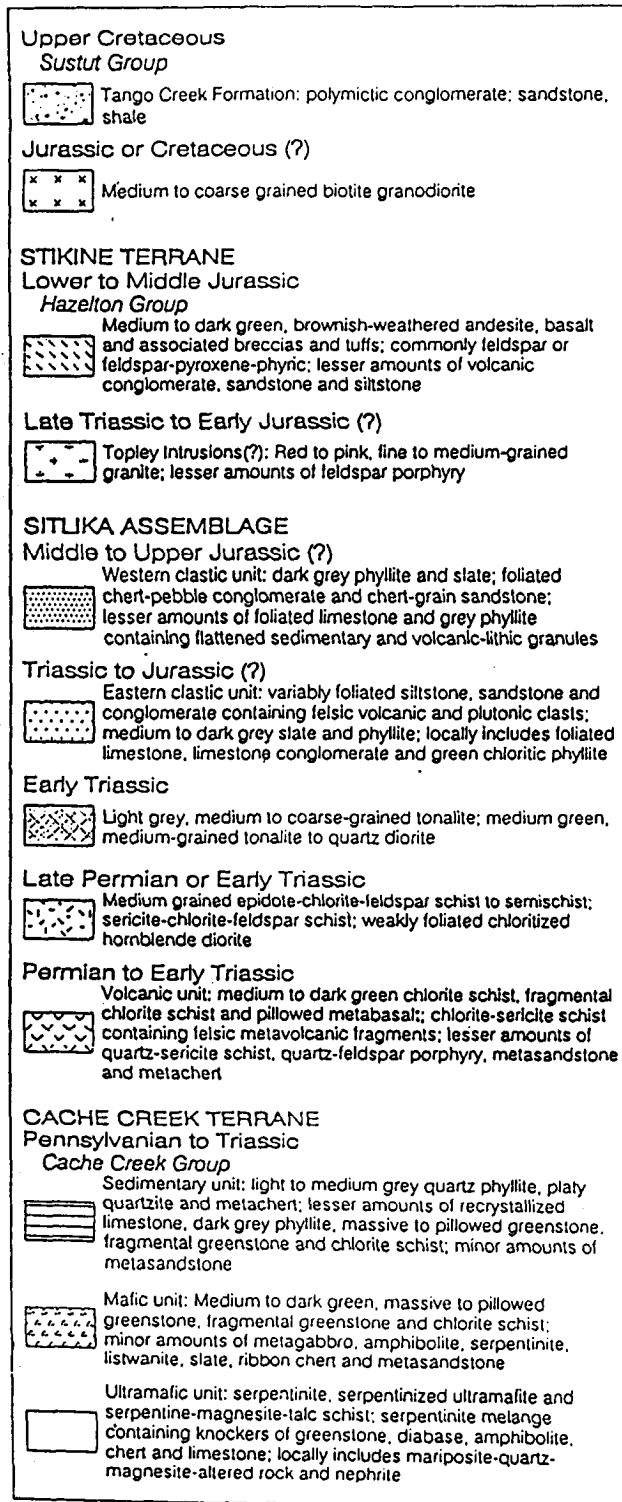 Upper Cretaceous
Sustut Group
Tango Creek Formation: polymictic conglomerate; sandstone,
shale
Jurassic or Cretaceous (?)
Medium to coarse grained biotite granodiorite
STIKINE TERRANE
Lower to Middle Jurassic
Hazelton Group
Medium to dark green, brownish-weathered andesite, basalt
and associated breccias and tuffs; commonly feldspar or
feldspar-pyroxene-phyric; lesser amounts of volcanic
conglomerate, sandstone and siltstone
Late Triassic to Early Jurassic (?)
Topley Intrusions(?): Red to pink, fine to medium-grained
granite; lesser amounts of feldspar porphyry
SITLIKA ASSEMBLAGE
Middle to Upper Jurassic (?)
Western clastic unit: dark grey phyllite and slate; foliated
chert-pebble conglomerate and chert-grain sandstone;
lesser amounts of foliated limestone and grey phyllite
containing flattened sedimentary and volcanic-lithic granules
Triassic to Jurassic (?)
Eastern clastic unit: variably foliated siltstone, sandstone and
conglomerate containing felsic volcanic and plutonic clasts;
medium to dark grey slate and phyllite; locally includes foliated
limestone, limestone conglomerate and green chloritic phyllite
Early Triassic
Light grey, medium to coarse-grained tonalite; medium green,
medium-grained tonalite to quartz diorite
Late Permian or Early Triassic
Medium grained epidote-chlorite-feldspar schist to semischist;
sericite-chlorite-feldspar schist; weakly foliated chloritized
hornblende diorite
Permian to Early Triassic
Volcanic unit: medium to dark green chlorite schist, fragmental
chlorite schist and pillowed metabasalt; chlorite-sericite schist
containing felsic metavolcanic fragments; lesser amounts of
quartz-sericite schist, quartz-feldspar porphyry, metasandstone
and metachert
CACHE CREEK TERRANE
Pennsylvanian to Triassic
Cache Creek Group
Sedimentary unit: light to medium grey quartz phyllite, platy
quartzite and metachert; lesser amounts of recrystallized
limestone, dark grey phyllite, massive to pillowed greenstone,
fragmental greenstone and chlorite schist; minor amounts of
metasandstone
Mafic unit: Medium to dark green, massive to pillowed
greenstone, fragmental greenstone and chlorite schist;
minor amounts of metagabbro, amphibolite, serpentinite,
listwanite, slate, ribbon chert and metasandstone
Ultramafic unit: serpentinite, serpentinized ultramafite and
serpentine-magnesite-talc schist; serpentinite melange
containing knockers of greenstone, diabase, amphibolite,
chert and limestone; locally includes mariposite-quartz-
magnesite-altered rock and nephrite